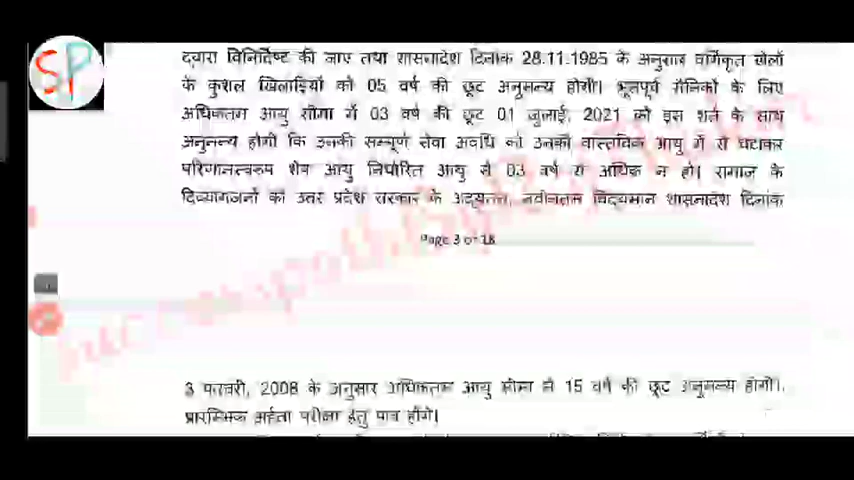 SP
द्वारा विनिर्दिष्ट की जाए तथा शासनादेश दिनांक 28.11.1985 के अनुसार वर्गीकृत खेलों
के कुशल खिलाड़ियों को 05 वर्ष की छूट अनुमन्य होगी। भूतपूर्व सैनिकों के लिए
अधिकतम आयु सीमा में 03 वर्ष की छूट 01 जुलाई, 2021 को इस शर्त के साथ
अनुमन्य होगी कि उनकी सम्पूर्ण सेवा अवधि को उनकी वास्तविक आयु में से घटाकर
परिणामस्वरूप शेष आयु निर्धारित आयु से 03 वर्ष से अधिक न हो। समाज के
दिव्यांगजनों को उत्तर प्रदेश सरकार के अद्यतन, नवीनतम विद्यमान शासनादेश दिनांक
Page 3 of 18
3 फरवरी, 2008 के अनुसार अधिकतम आयु सीमा में 15 वर्ष की छूट अनुमन्य होगी।
प्रारम्भिक अर्हता परीक्षा हेतु पात्र होंगे।